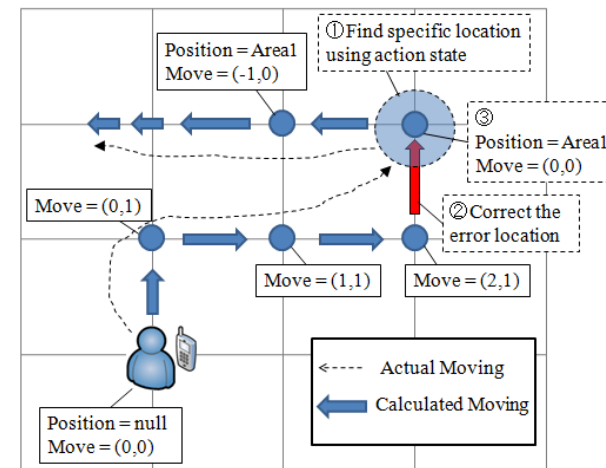 Position = Area1
Move = (-1,0)
①Find specific location
using action state
③
Position = Area1
Move = (0,0)
Move = (0,1)
②Correct the
error location
Move = (1,1)
Move = (2,1)
Position = null
Move = (0,0)
Actual Moving
Calculated Moving